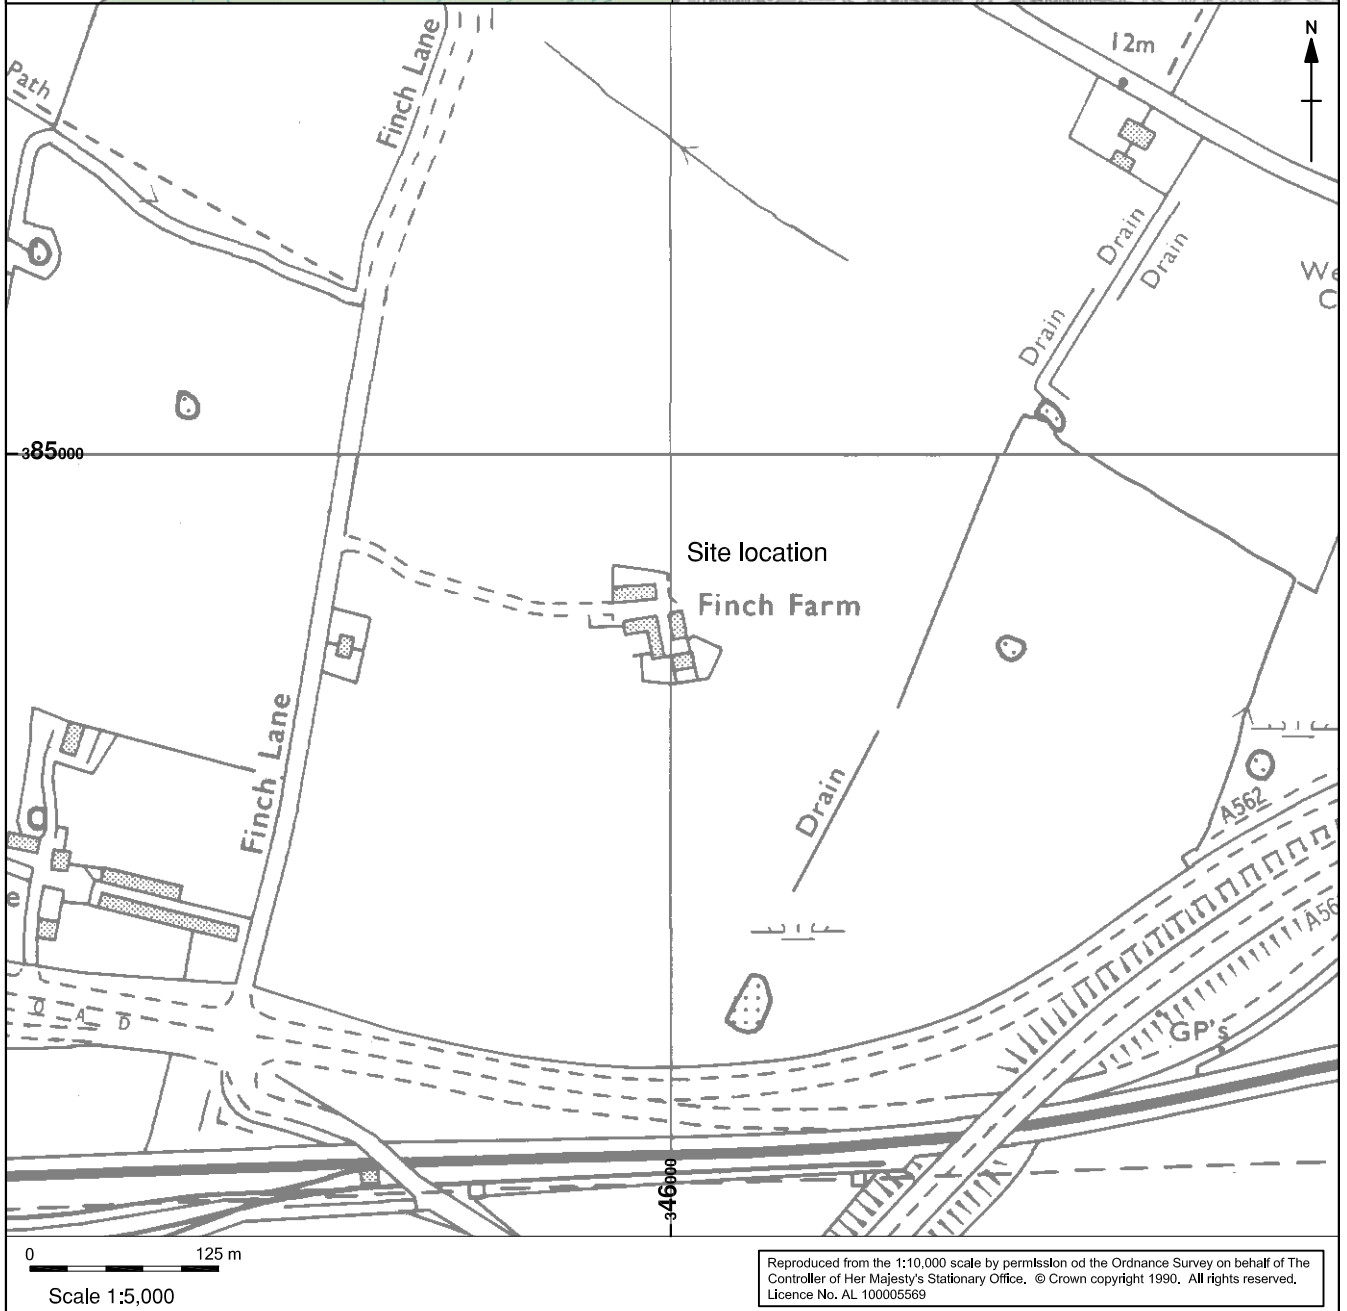 N
12m
Finch Lane
Path
Drain
Drain
We
C
Drain
385000
Site location
Finch Farm
Finch Lane
Drain
A562
A56
e
O A D
GP's
346000
0 125 m
Scale 1:5,000
Reproduced from the 1:10,000 scale by permission od the Ordnance Survey on behalf of The
Controller of Her Majesty's Stationary Office. © Crown copyright 1990. All rights reserved.
Licence No. AL 100005569